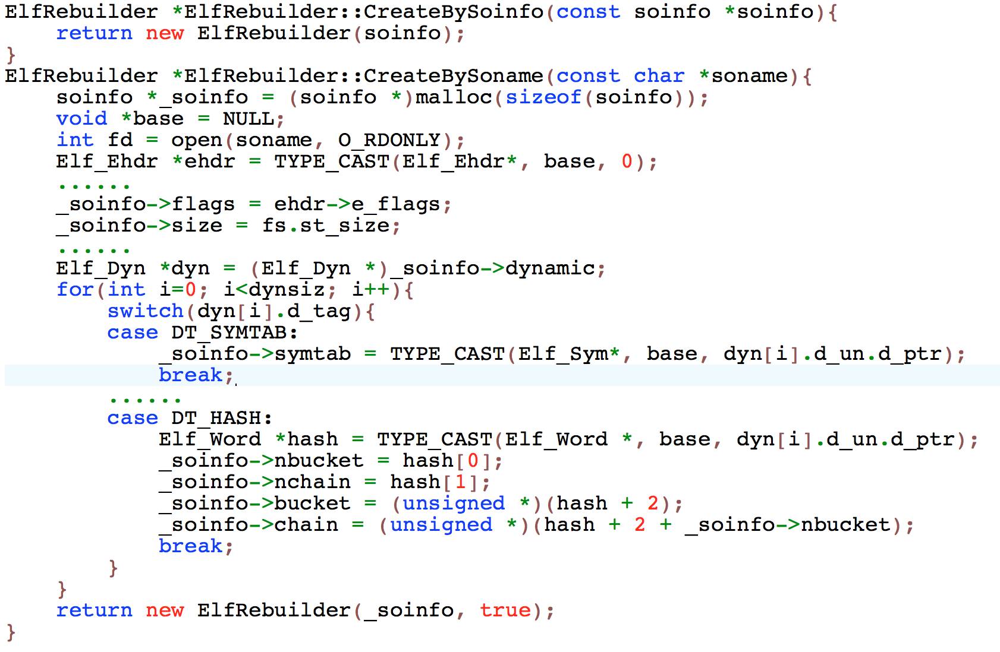 ElfRebuilder *ElfRebuilder::CreateBySoinfo(const soinfo *soinfo){
    return new ElfRebuilder(soinfo);
}
ElfRebuilder *ElfRebuilder::CreateBySoname(const char *soname){
    soinfo *_soinfo = (soinfo *)malloc(sizeof(soinfo));
    void *base = NULL;
    int fd = open(soname, O_RDONLY);
    Elf_Ehdr *ehdr = TYPE_CAST(Elf_Ehdr*, base, 0);
    ......
    _soinfo->flags = ehdr->e_flags;
    _soinfo->size = fs.st_size;
    ......
    Elf_Dyn *dyn = (Elf_Dyn *)_soinfo->dynamic;
    for(int i=0; i<dynsiz; i++){
        switch(dyn[i].d_tag){
        case DT_SYMTAB:
            _soinfo->symtab = TYPE_CAST(Elf_Sym*, base, dyn[i].d_un.d_ptr);
            break;
        ......
        case DT_HASH:
            Elf_Word *hash = TYPE_CAST(Elf_Word *, base, dyn[i].d_un.d_ptr);
            _soinfo->nbucket = hash[0];
            _soinfo->nchain = hash[1];
            _soinfo->bucket = (unsigned *)(hash + 2);
            _soinfo->chain = (unsigned *)(hash + 2 + _soinfo->nbucket);
            break;
        }
    }
    return new ElfRebuilder(_soinfo, true);
}